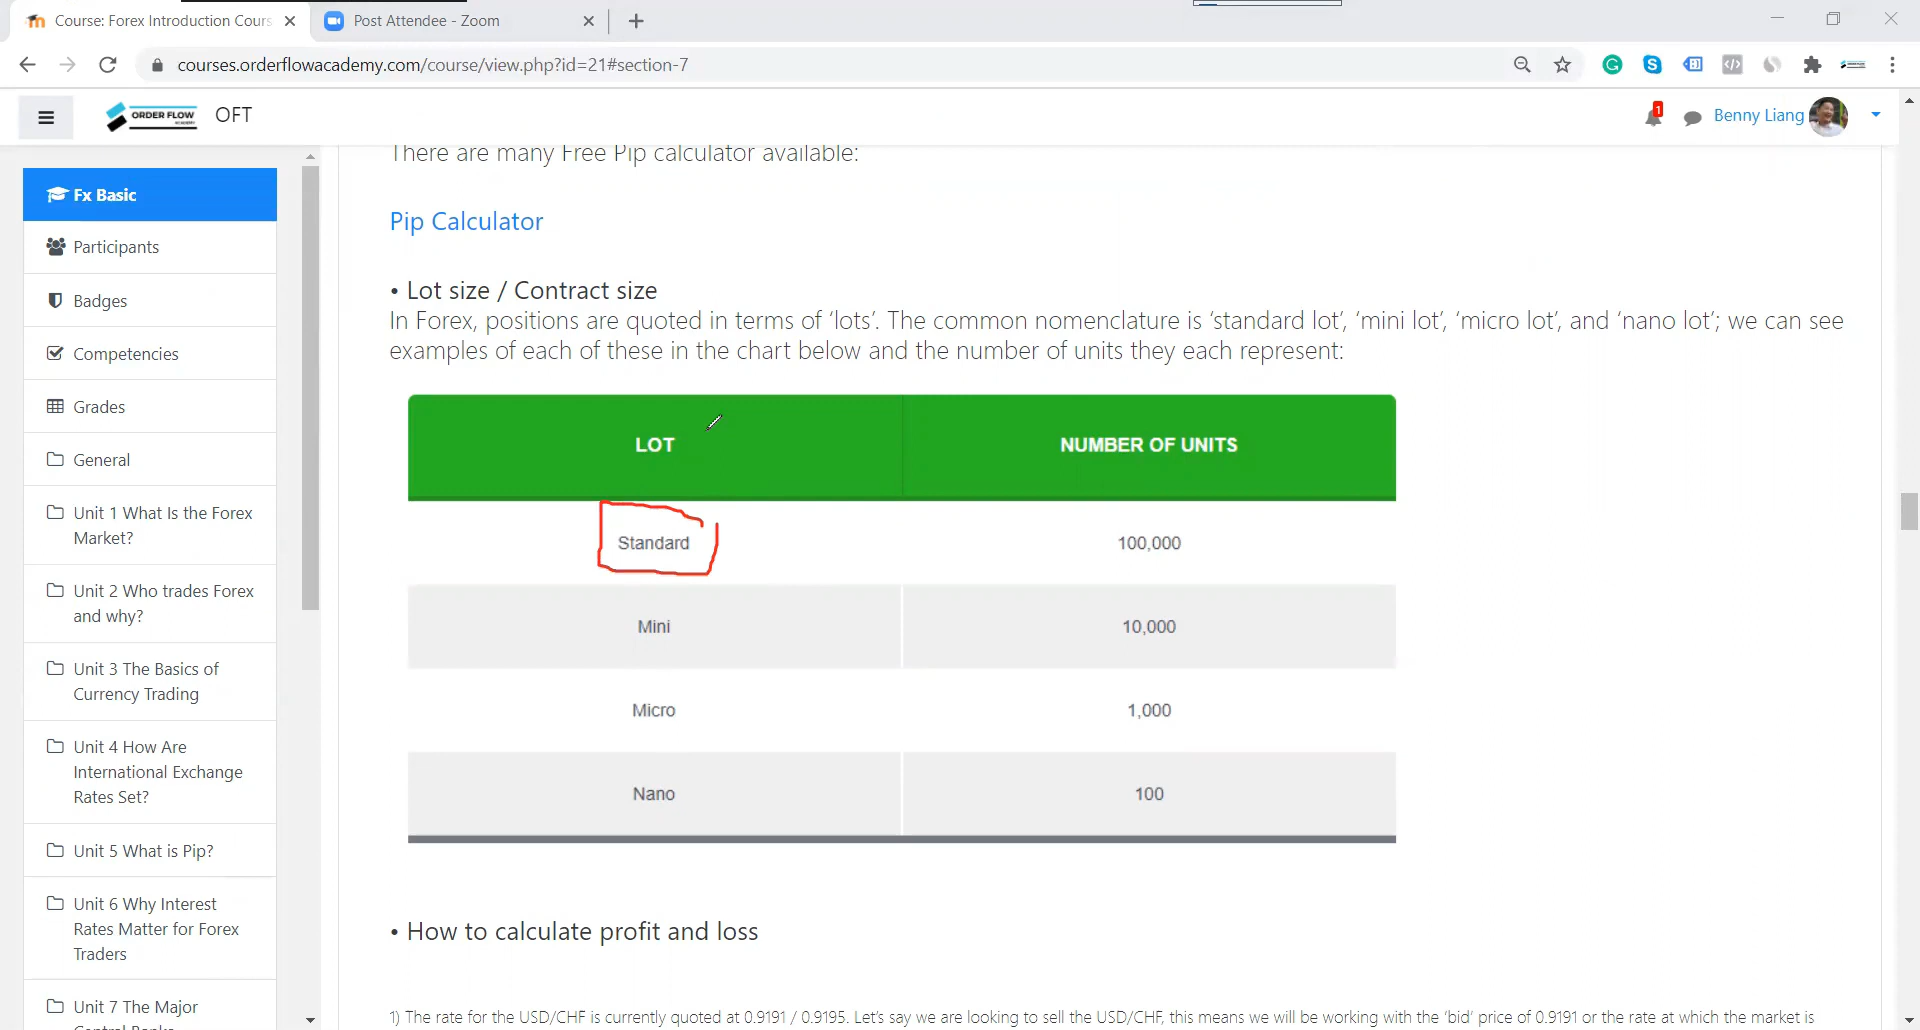 Course: Forex Introduction Cours
Post Attendee - Zoom
courses.orderflowacademy.com/course/view.php?id=21#section-7
ORDER FLOW
ACADEMY
OFT
1
Benny Liang
Fx Basic
Participants
Badges
Competencies
Grades
General
Unit 1 What Is the Forex
Market?
Unit 2 Who trades Forex
and why?
Unit 3 The Basics of
Currency Trading
Unit 4 How Are
International Exchange
Rates Set?
Unit 5 What is Pip?
Unit 6 Why Interest
Rates Matter for Forex
Traders
Unit 7 The Major
Central Banks
There are many Free Pip calculator available:
Pip Calculator
• Lot size / Contract size
In Forex, positions are quoted in terms of ‘lots’. The common nomenclature is ‘standard lot’, ‘mini lot’, ‘micro lot’, and ‘nano lot’; we can see
examples of each of these in the chart below and the number of units they each represent:
LOT NUMBER OF UNITS
Standard 100,000
Mini 10,000
Micro 1,000
Nano 100
• How to calculate profit and loss
1) The rate for the USD/CHF is currently quoted at 0.9191 / 0.9195. Let’s say we are looking to sell the USD/CHF, this means we will be working with the ‘bid’ price of 0.9191 or the rate at which the market is